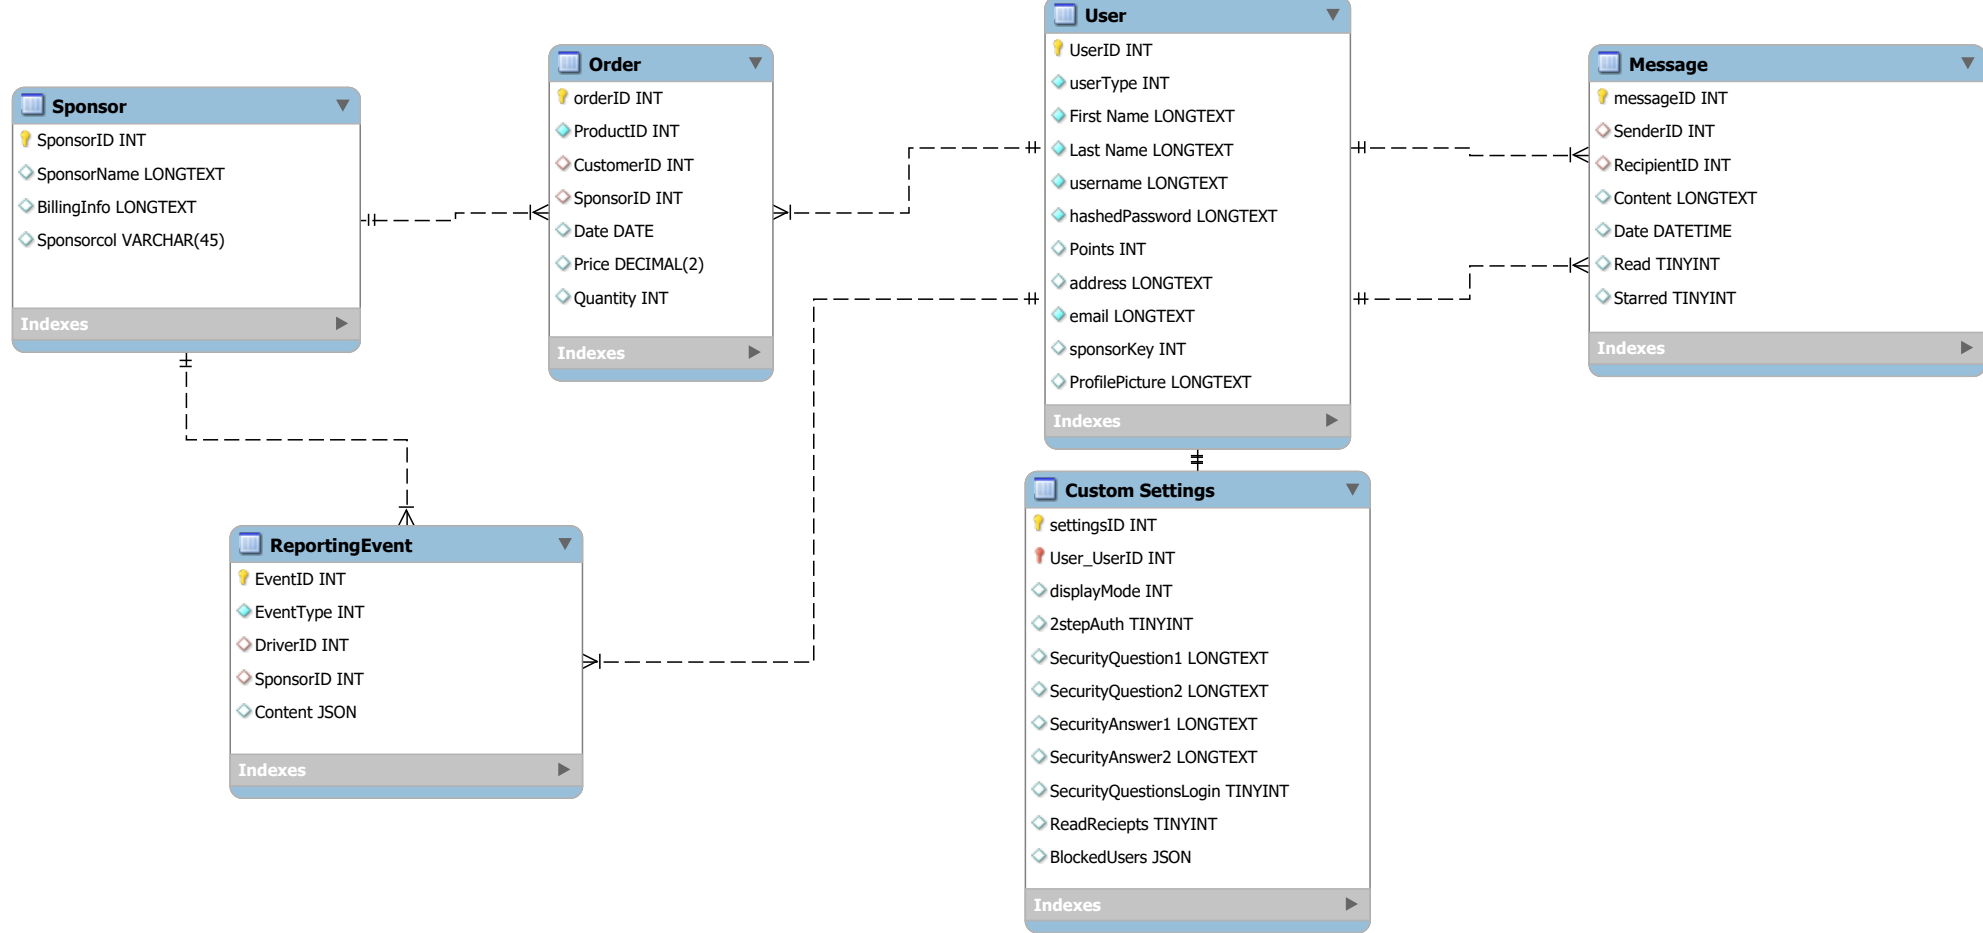 Sponsor
SponsorID INT
SponsorName LONGTEXT
BillingInfo LONGTEXT
Sponsorcol VARCHAR(45)
Indexes
Order
orderID INT
ProductID INT
CustomerID INT
SponsorID INT
Date DATE
Price DECIMAL(2)
Quantity INT
Indexes
User
UserID INT
userType INT
First Name LONGTEXT
Last Name LONGTEXT
username LONGTEXT
hashedPassword LONGTEXT
Points INT
address LONGTEXT
email LONGTEXT
sponsorKey INT
ProfilePicture LONGTEXT
Indexes
Message
messageID INT
SenderID INT
RecipientID INT
Content LONGTEXT
Date DATETIME
Read TINYINT
Starred TINYINT
Indexes
ReportingEvent
EventID INT
EventType INT
DriverID INT
SponsorID INT
Content JSON
Indexes
Custom Settings
settingsID INT
User_UserID INT
displayMode INT
2stepAuth TINYINT
SecurityQuestion1 LONGTEXT
SecurityQuestion2 LONGTEXT
SecurityAnswer1 LONGTEXT
SecurityAnswer2 LONGTEXT
SecurityQuestionsLogin TINYINT
ReadReciepts TINYINT
BlockedUsers JSON
Indexes